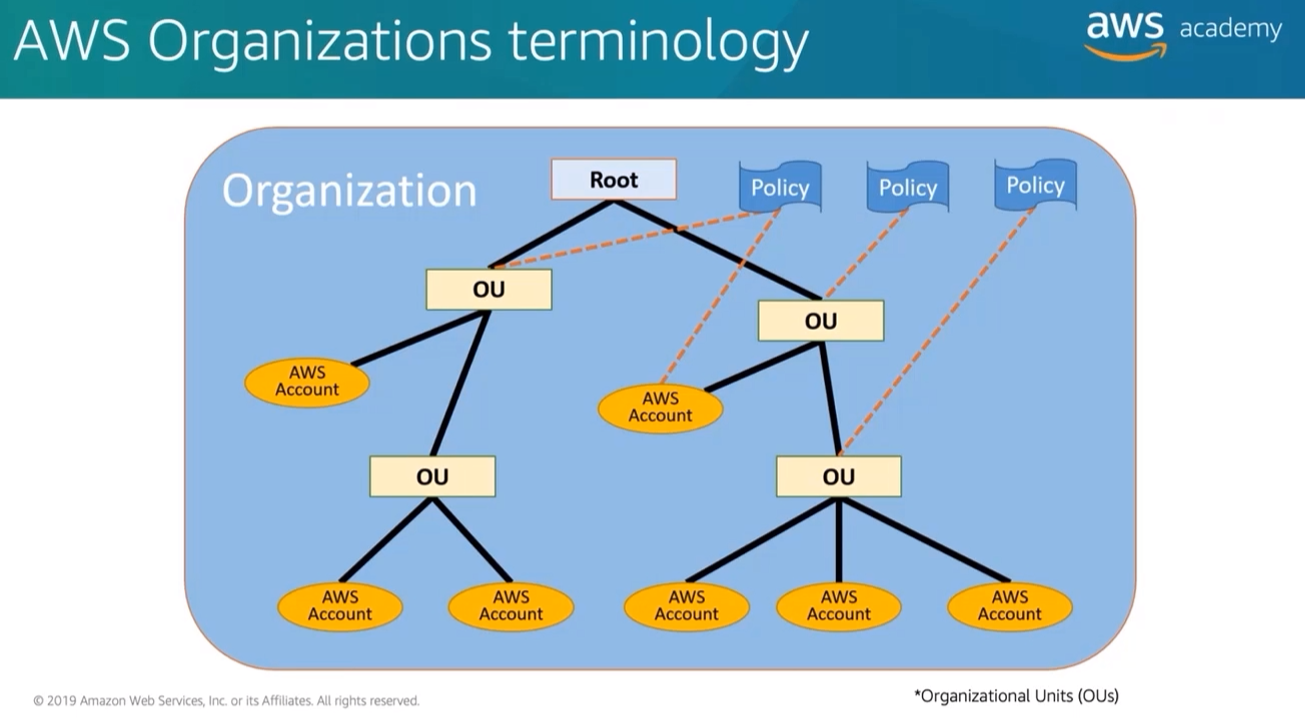 AWS Organizations terminology
aws academy
Organization
Root
Policy
Policy
Policy
OU
OU
AWS
Account
AWS
Account
OU
OU
AWS
Account
AWS
Account
AWS
Account
AWS
Account
AWS
Account
© 2019 Amazon Web Services, Inc. or its Affiliates. All rights reserved.
*Organizational Units (OUs)